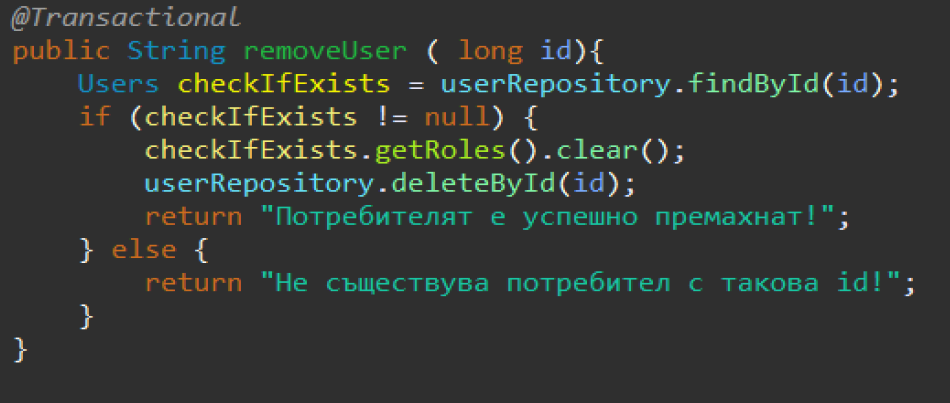 @Transactional
public String removeUser ( long id){
    Users checkIfExists = userRepository.findById(id);
    if (checkIfExists != null) {
        checkIfExists.getRoles().clear();
        userRepository.deleteById(id);
        return "Потребителят е успешно премахнат!";
    } else {
        return "Не съществува потребител с такова id!";
    }
}